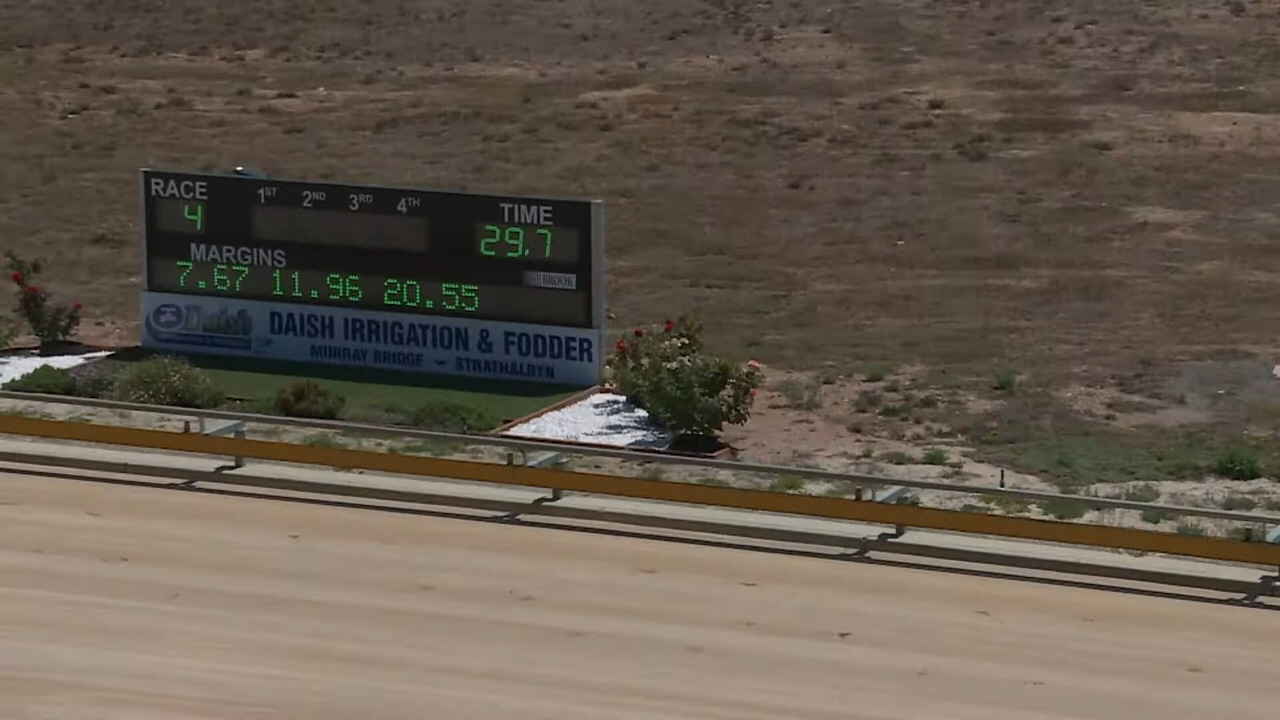 RACE 1ST 2ND 3RD 4TH
4
TIME
29.7
MARGINS
7.67 11.96 20.55
BROOK
Daish
DAISH IRRIGATION & FODDER
MURRAY BRIDGE - STRATHALBYN